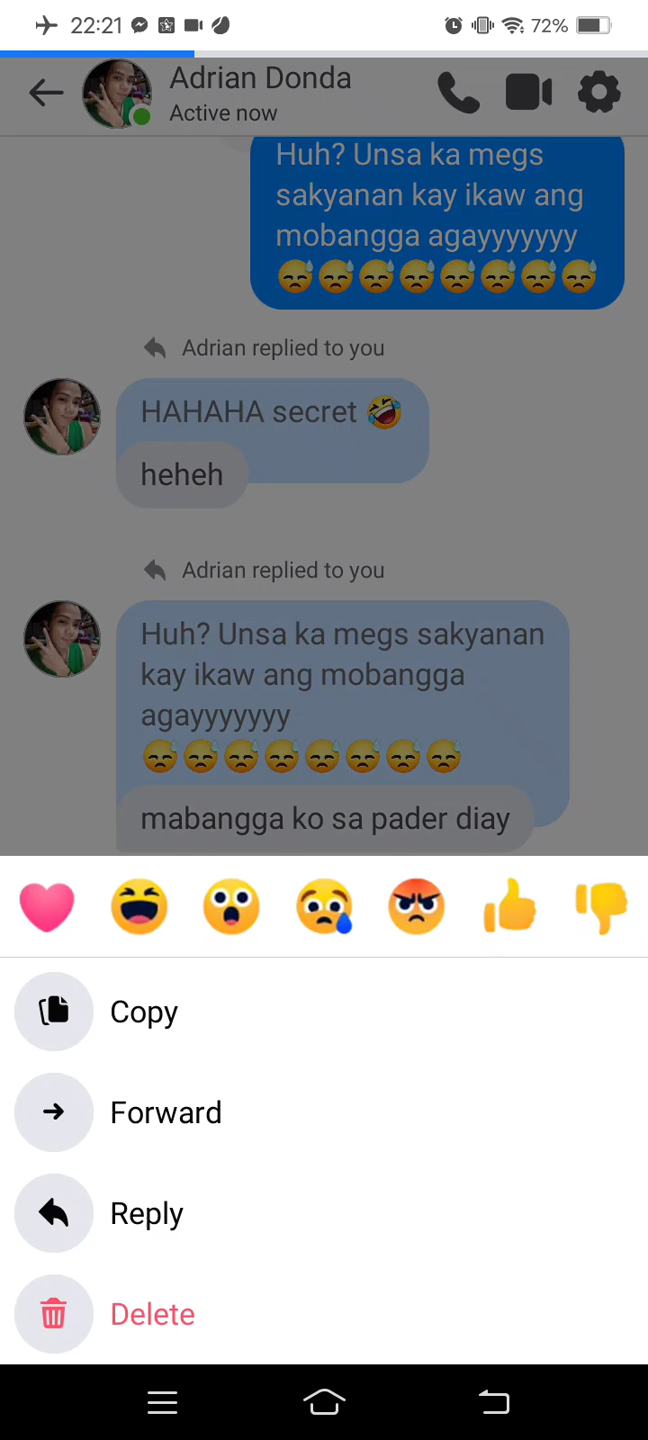 22:21
72%
Adrian Donda
Active now
Huh? Unsa ka megs
sakyanan kay ikaw ang
mobangga agayyyyyyy
😓😓😓😓😓😓😓😓
Adrian replied to you
HAHAHA secret 🤣
heheh
Adrian replied to you
Huh? Unsa ka megs sakyanan
kay ikaw ang mobangga
agayyyyyyy
😓😓😓😓😓😓😓😓
mabangga ko sa pader diay
Copy
Forward
Reply
Delete